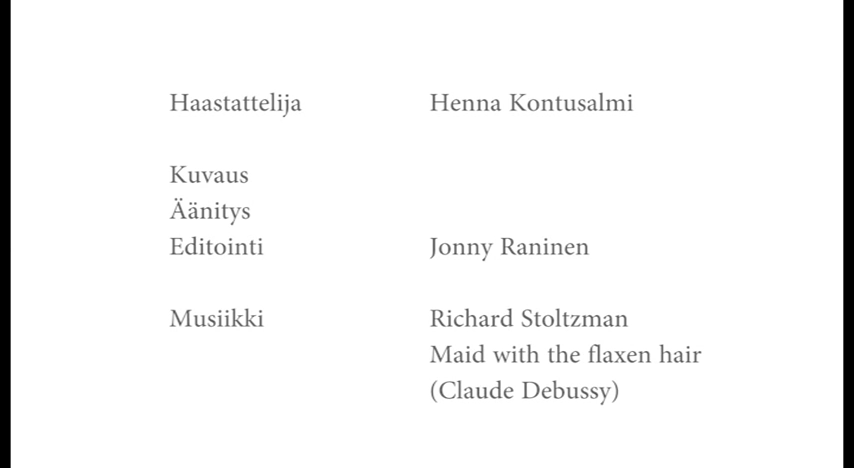 Haastattelija Henna Kontusalmi
Kuvaus
Äänitys
Editointi Jonny Raninen
Musiikki Richard Stoltzman
Maid with the flaxen hair
(Claude Debussy)